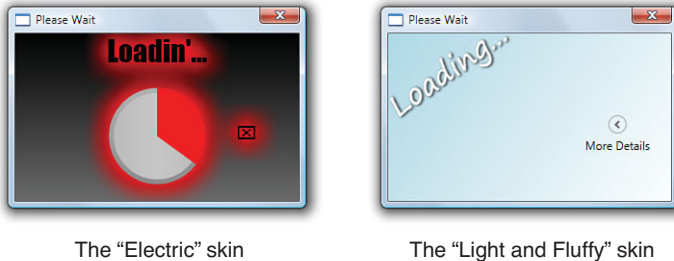 Please Wait
Loadin'...
Please Wait
Loading...
More Details
The “Electric” skin
The “Light and Fluffy” skin